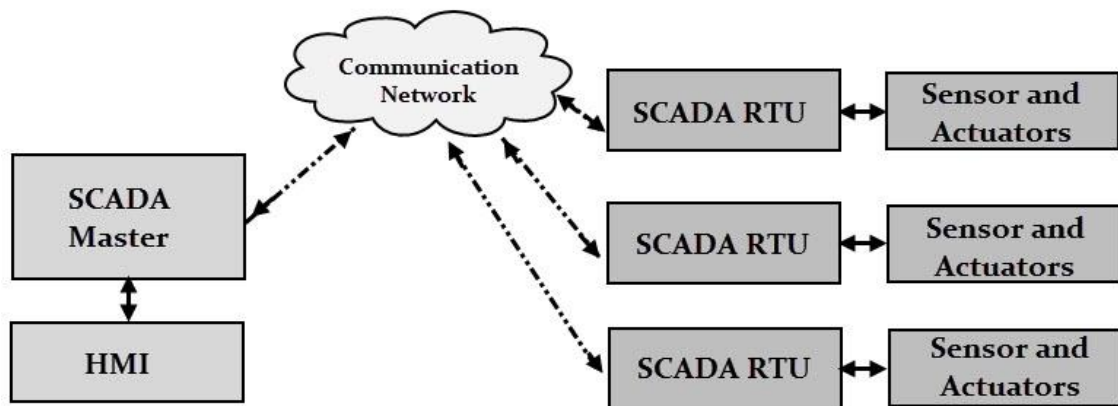 Communication
Network
SCADA
Master
HMI
SCADA RTU
Sensor and
Actuators
SCADA RTU
Sensor and
Actuators
SCADA RTU
Sensor and
Actuators